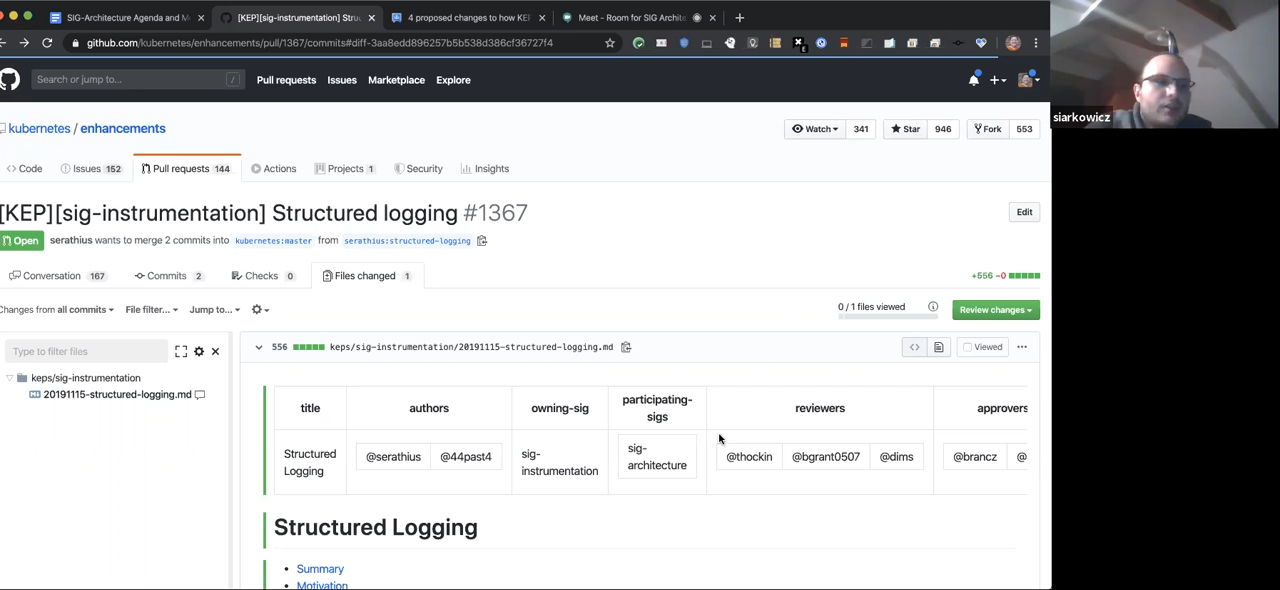 SIG-Architecture Agenda and M
[KEP][sig-instrumentation] Struc
4 proposed changes to how KEP
Meet - Room for SIG Archite
github.com/kubernetes/enhancements/pull/1367/commits#diff-3aa8edd896257b5b538d386cf36727f4
Search or jump to... /
Pull requests Issues Marketplace Explore
siarkowicz
kubernetes / enhancements
Watch 341 Star 946 Fork 553
Code Issues 152 Pull requests 144 Actions Projects 1 Security Insights
[KEP][sig-instrumentation] Structured logging #1367
Edit
Open serathius wants to merge 2 commits into kubernetes:master from serathius:structured-logging
Conversation 167 Commits 2 Checks 0 Files changed 1 +556 −0
Changes from all commits File filter... Jump to...
0 / 1 files viewed
Review changes
Type to filter files
556 keps/sig-instrumentation/20191115-structured-logging.md
Viewed
keps/sig-instrumentation
20191115-structured-logging.md
title authors owning-sig participating-sigs reviewers approvers
Structured Logging
@serathius @44past4
sig-instrumentation
sig-architecture
@thockin @bgrant0507 @dims
@brancz @
Structured Logging
Summary
Motivation